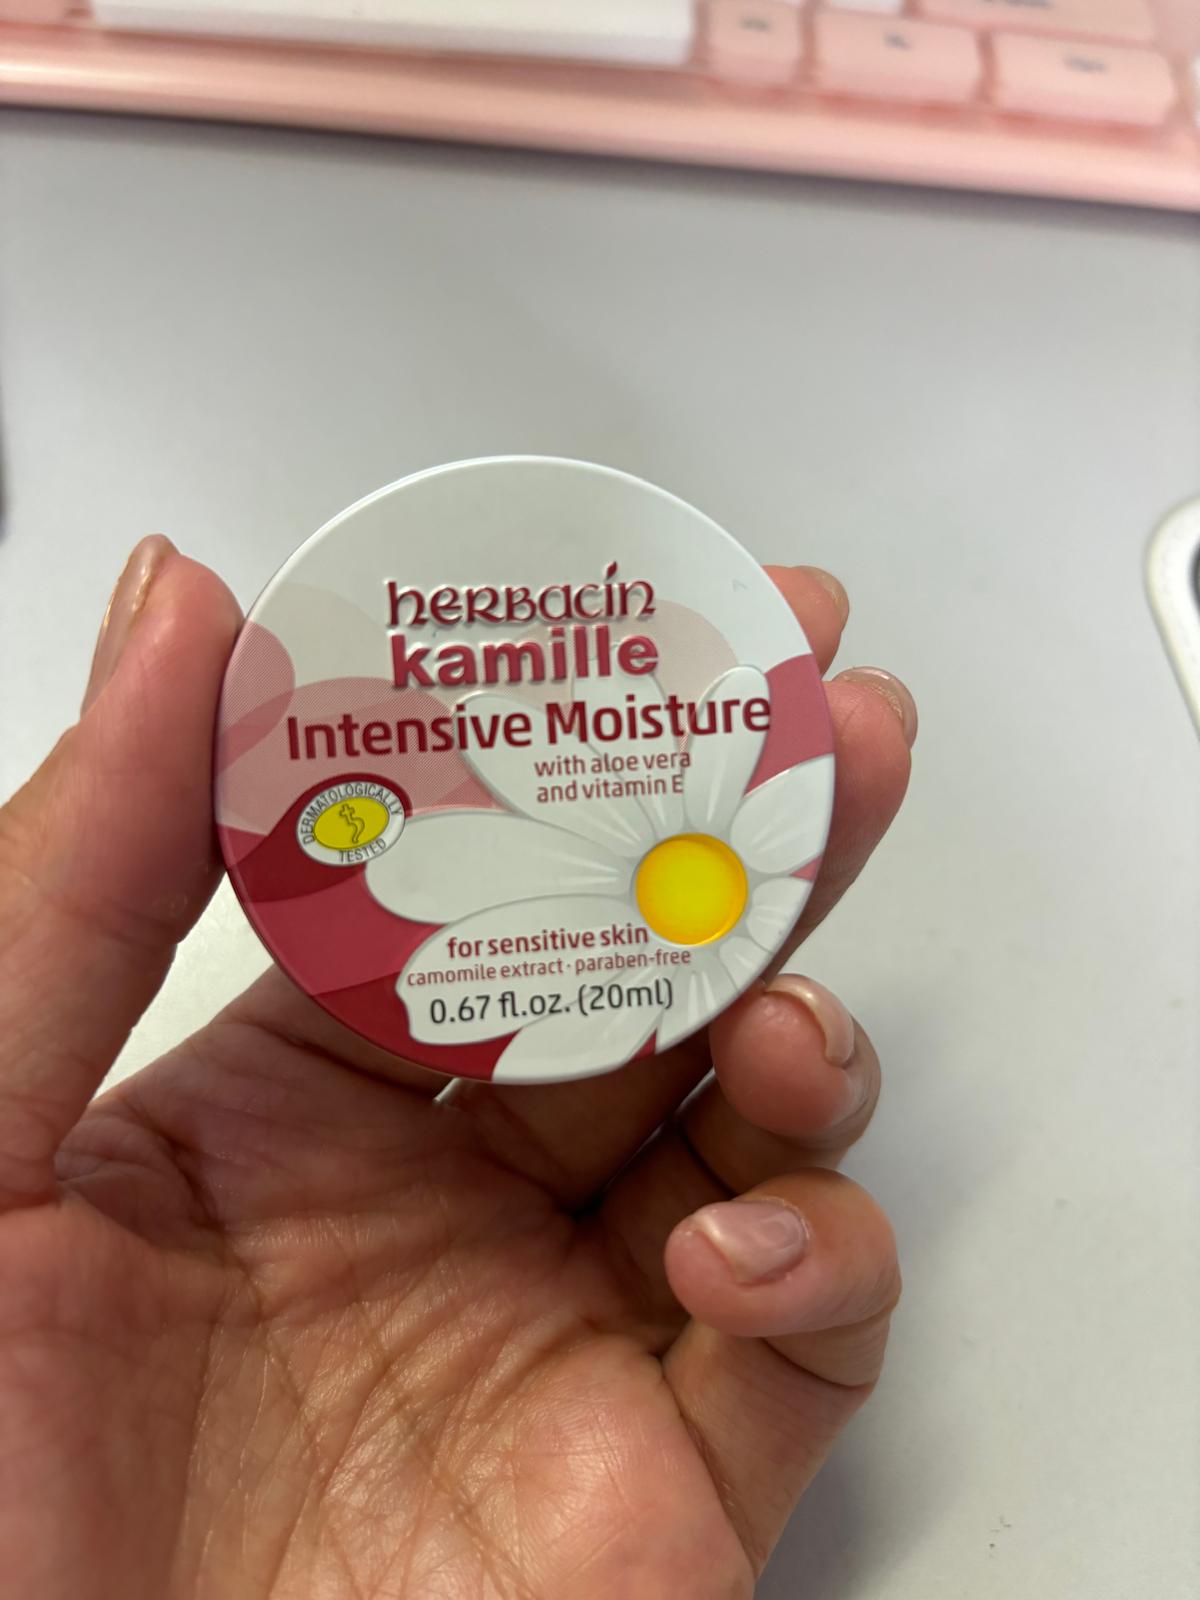 herbacín
kamille
Intensive Moisture
with aloe vera
and vitamin E
DERMATOLOGICALLY
TESTED
for sensitive skin
camomile extract · paraben-free
0.67 fl.oz. (20ml)